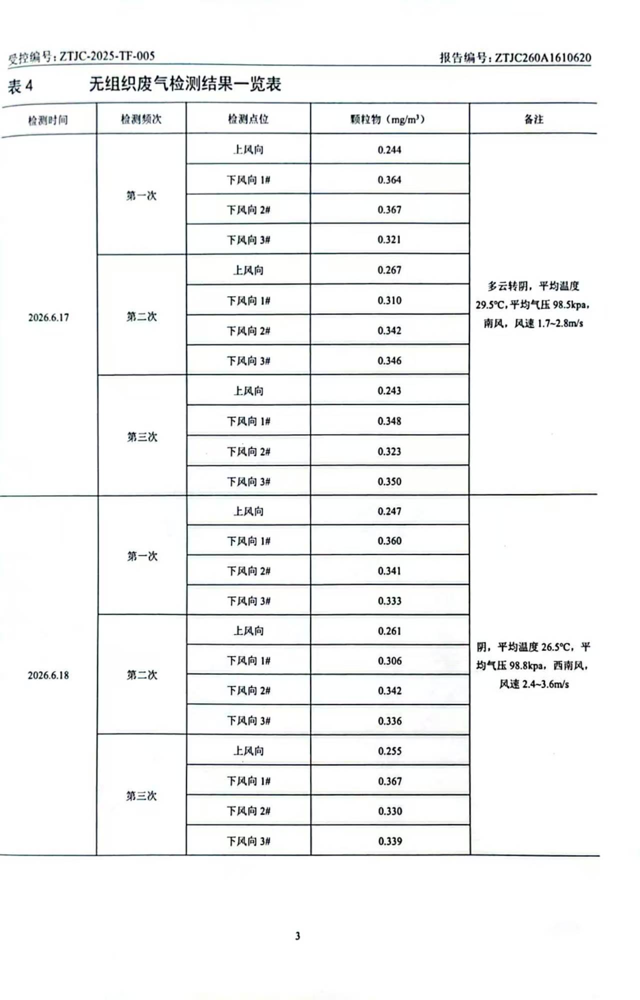 受控编号：ZTJC-2025-TF-005 报告编号：ZTJC260A1610620
表 4 无组织废气检测结果一览表
检测时间 检测频次 检测点位 颗粒物（mg/m³） 备注
2026.6.17
第一次
上风向 0.244
下风向 1# 0.364
下风向 2# 0.367
下风向 3# 0.321
第二次
上风向 0.267
下风向 1# 0.310
下风向 2# 0.342
下风向 3# 0.346
第三次
上风向 0.243
下风向 1# 0.348
下风向 2# 0.323
下风向 3# 0.350
多云转阴，平均温度
29.5℃，平均气压 98.5kpa，
南风，风速 1.7~2.8m/s
2026.6.18
第一次
上风向 0.247
下风向 1# 0.360
下风向 2# 0.341
下风向 3# 0.333
第二次
上风向 0.261
下风向 1# 0.306
下风向 2# 0.342
下风向 3# 0.336
第三次
上风向 0.255
下风向 1# 0.367
下风向 2# 0.330
下风向 3# 0.339
阴，平均温度 26.5℃，平
均气压 98.8kpa，西南风，
风速 2.4~3.6m/s
3